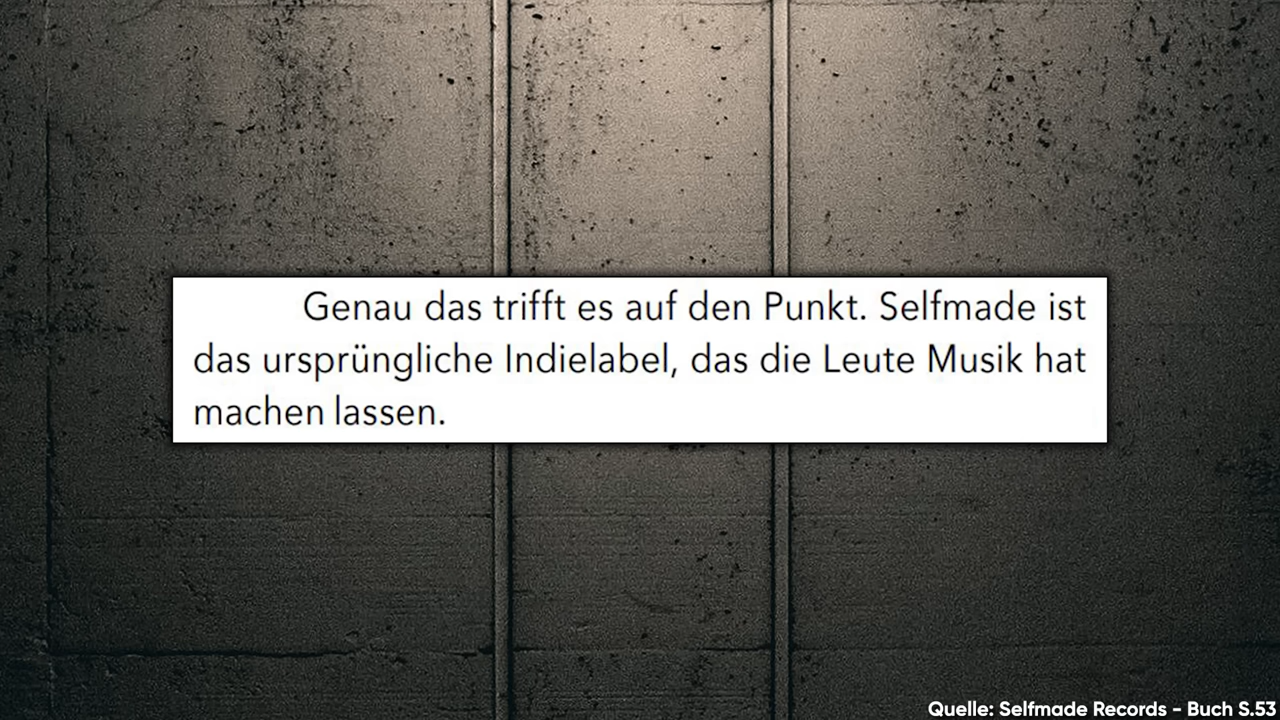 Genau das trifft es auf den Punkt. Selfmade ist
das ursprüngliche Indielabel, das die Leute Musik hat
machen lassen.
Quelle: Selfmade Records - Buch S.53